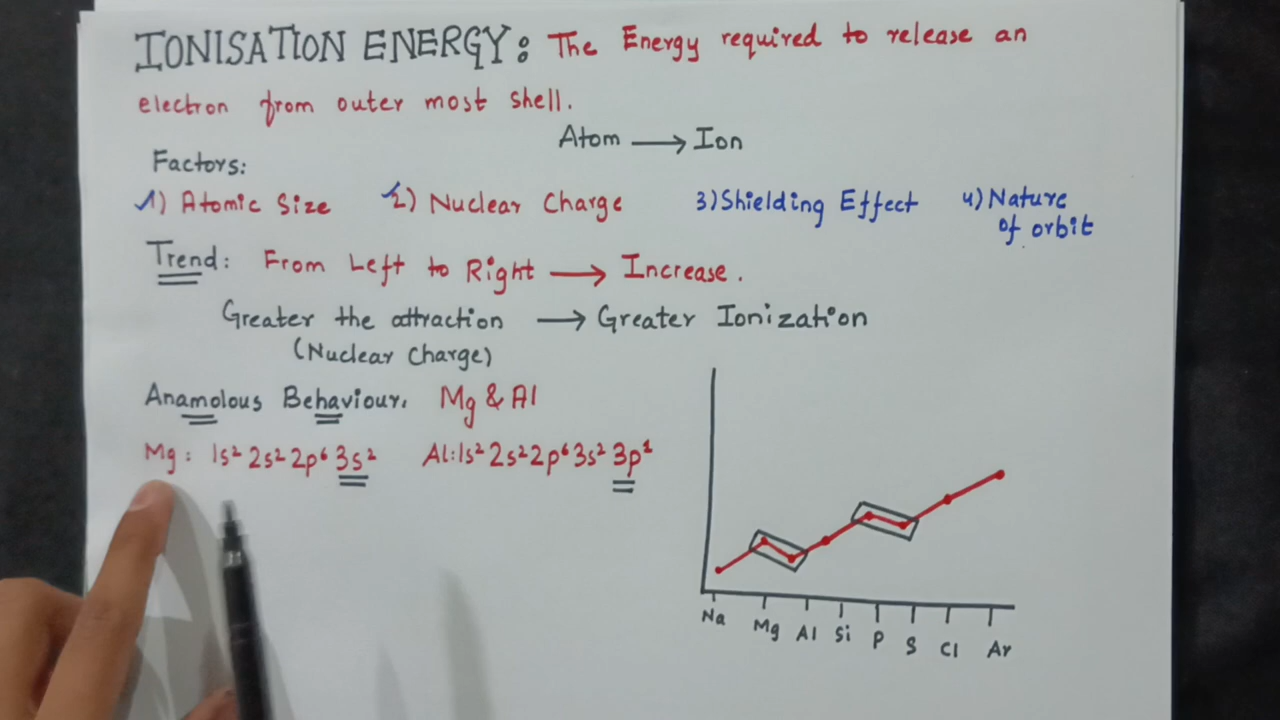 IONISATION ENERGY: The Energy required to release an
electron from outer most shell.
Atom → Ion
Factors:
1) Atomic Size 2) Nuclear Charge 3) Shielding Effect 4) Nature
of orbit
Trend: From Left to Right → Increase.
Greater the attraction → Greater Ionization
(Nuclear Charge)
Anamolous Behaviour. Mg & Al
Mg: 1s² 2s² 2p⁶ 3s² Al: 1s² 2s² 2p⁶ 3s² 3p¹
Na Mg Al Si P S Cl Ar